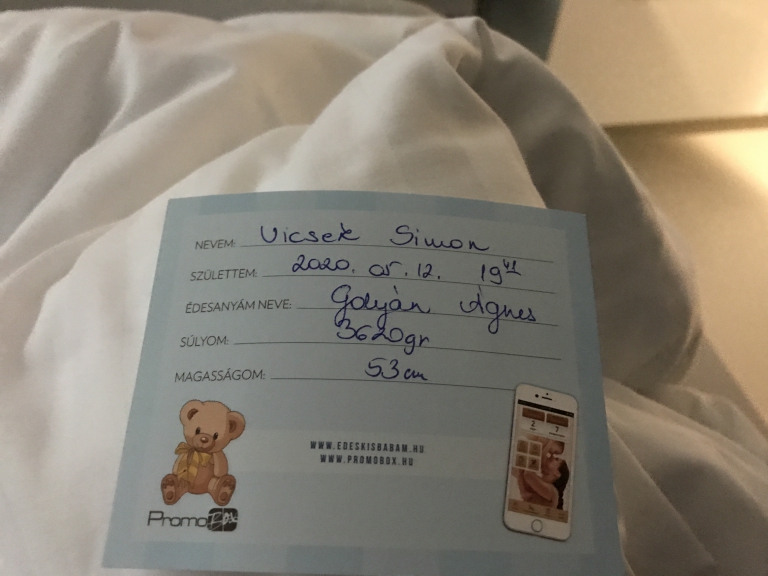 NEVEM: Vicsek Simon
SZÜLETTEM: 2020. 05. 12. 19⁴¹
ÉDESANYÁM NEVE: Golyán Ágnes
SÚLYOM: 3620gr
MAGASSÁGOM: 53cm
WWW.EDESKISBABAM.HU
WWW.PROMOBOX.HU
PromoBox